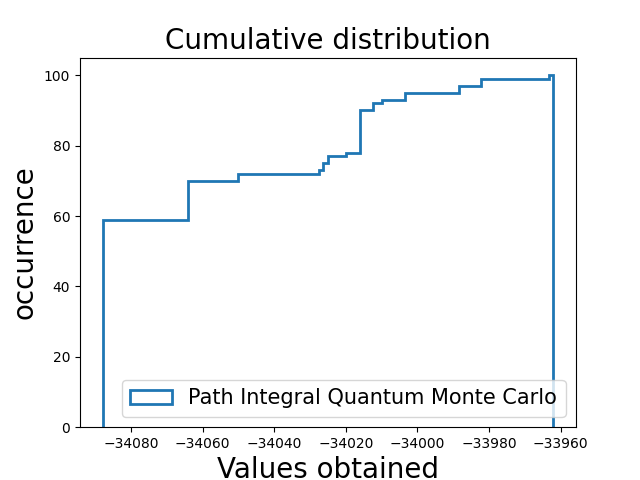 Cumulative distribution
occurrence
100
80
60
40
20
0
−34080 −34060 −34040 −34020 −34000 −33980 −33960
Values obtained
Path Integral Quantum Monte Carlo